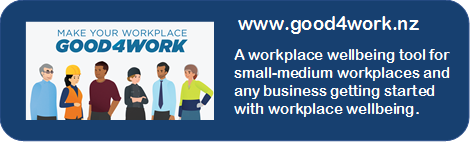 MAKE YOUR WORKPLACE
GOOD4WORK
www.good4work.nz
A workplace wellbeing tool for
small-medium workplaces and
any business getting started
with workplace wellbeing.